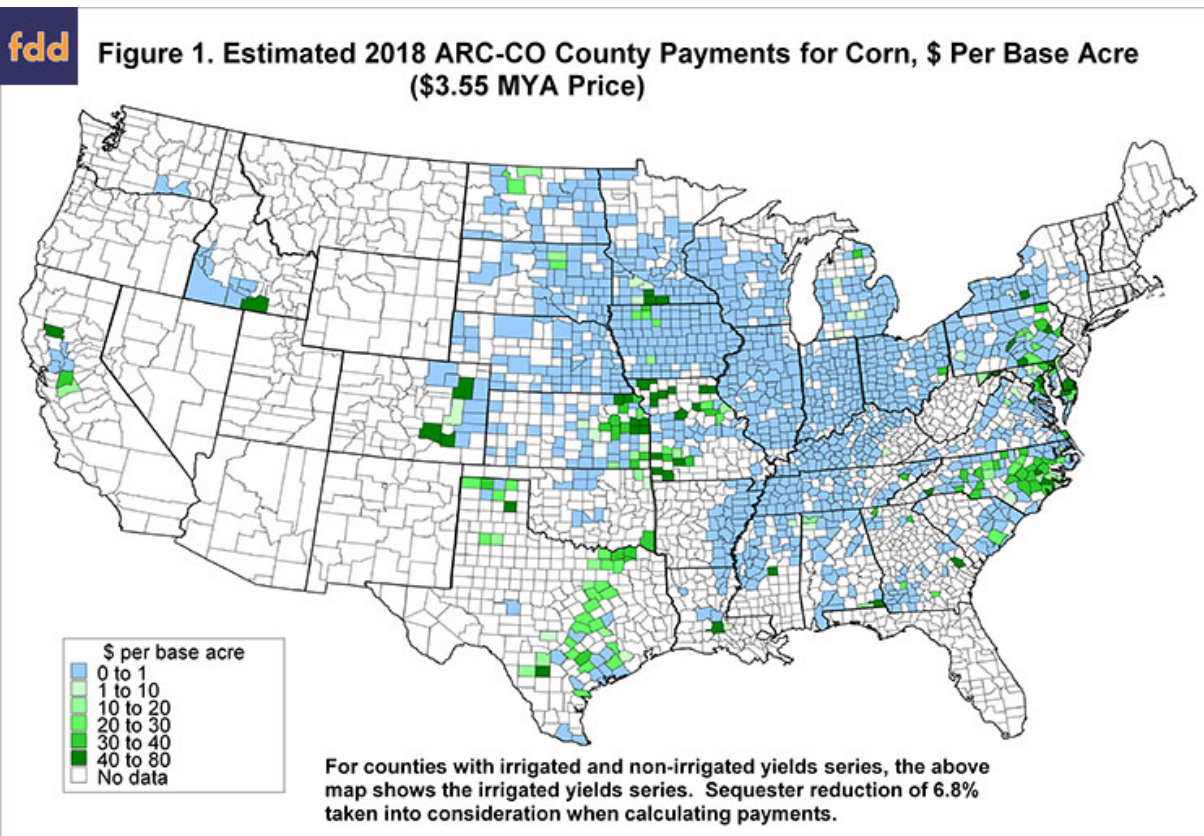 fdd
Figure 1. Estimated 2018 ARC-CO County Payments for Corn, $ Per Base Acre
($3.55 MYA Price)
$ per base acre
0 to 1
1 to 10
10 to 20
20 to 30
30 to 40
40 to 80
No data
For counties with irrigated and non-irrigated yields series, the above
map shows the irrigated yields series.  Sequester reduction of 6.8%
taken into consideration when calculating payments.